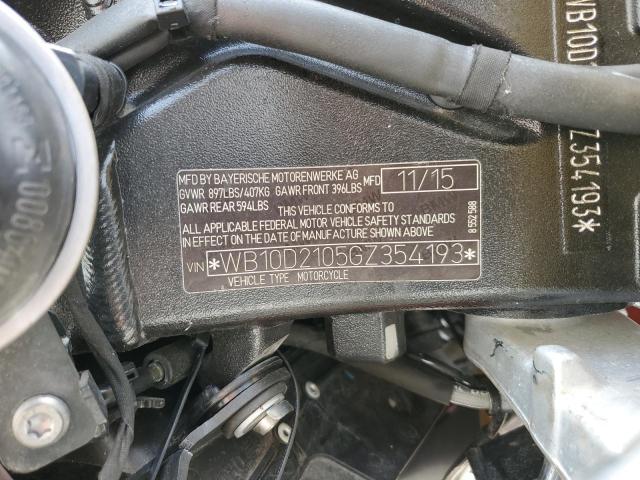 MFD BY BAYERISCHE MOTORENWERKE AG
GVWR 897LBS/407KG GAWR FRONT 396LBS MFD 11/15
GAWR REAR 594LBS
THIS VEHICLE CONFORMS TO
ALL APPLICABLE FEDERAL MOTOR VEHICLE SAFETY STANDARDS
IN EFFECT ON THE DATE OF MANUFACTURE SHOWN ABOVE
VIN *WB10D2105GZ354193*
VEHICLE TYPE MOTORCYCLE
8 552 588
WB10D
Z354193*